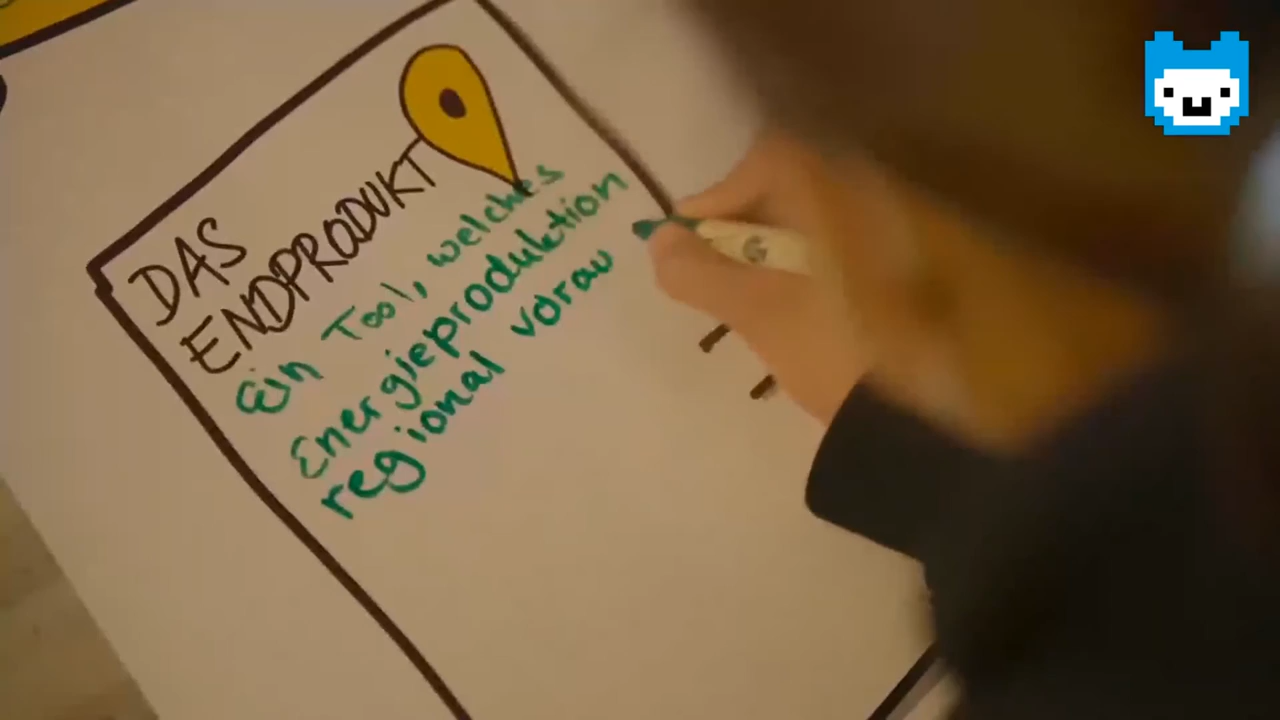 DAS
ENDPRODUKT
Ein Tool, welches
Energieproduktion
regional vorau